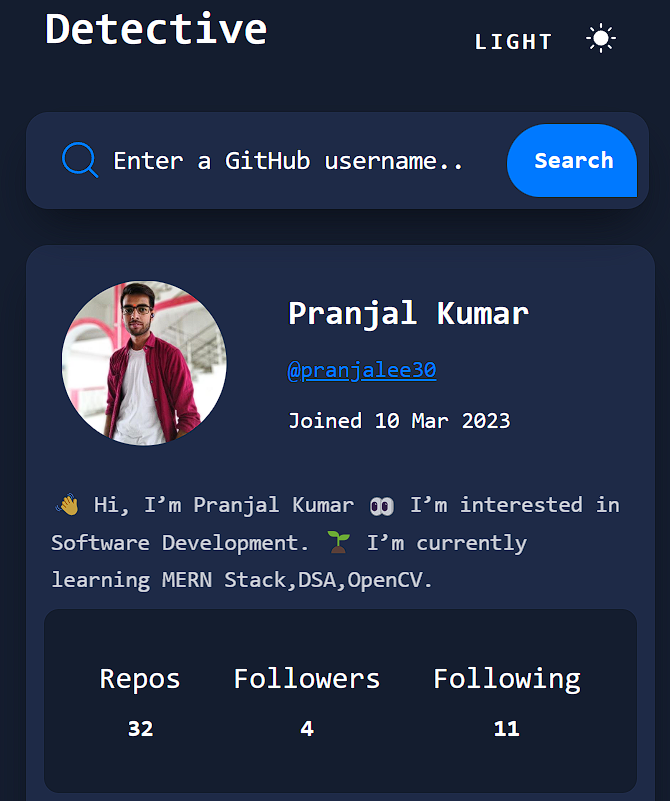 Detective
LIGHT
Enter a GitHub username..
Search
Pranjal Kumar
@pranjalee30
Joined 10 Mar 2023
👋 Hi, I’m Pranjal Kumar 👀 I’m interested in
Software Development. 🌱 I’m currently
learning MERN Stack,DSA,OpenCV.
Repos Followers Following
32 4 11